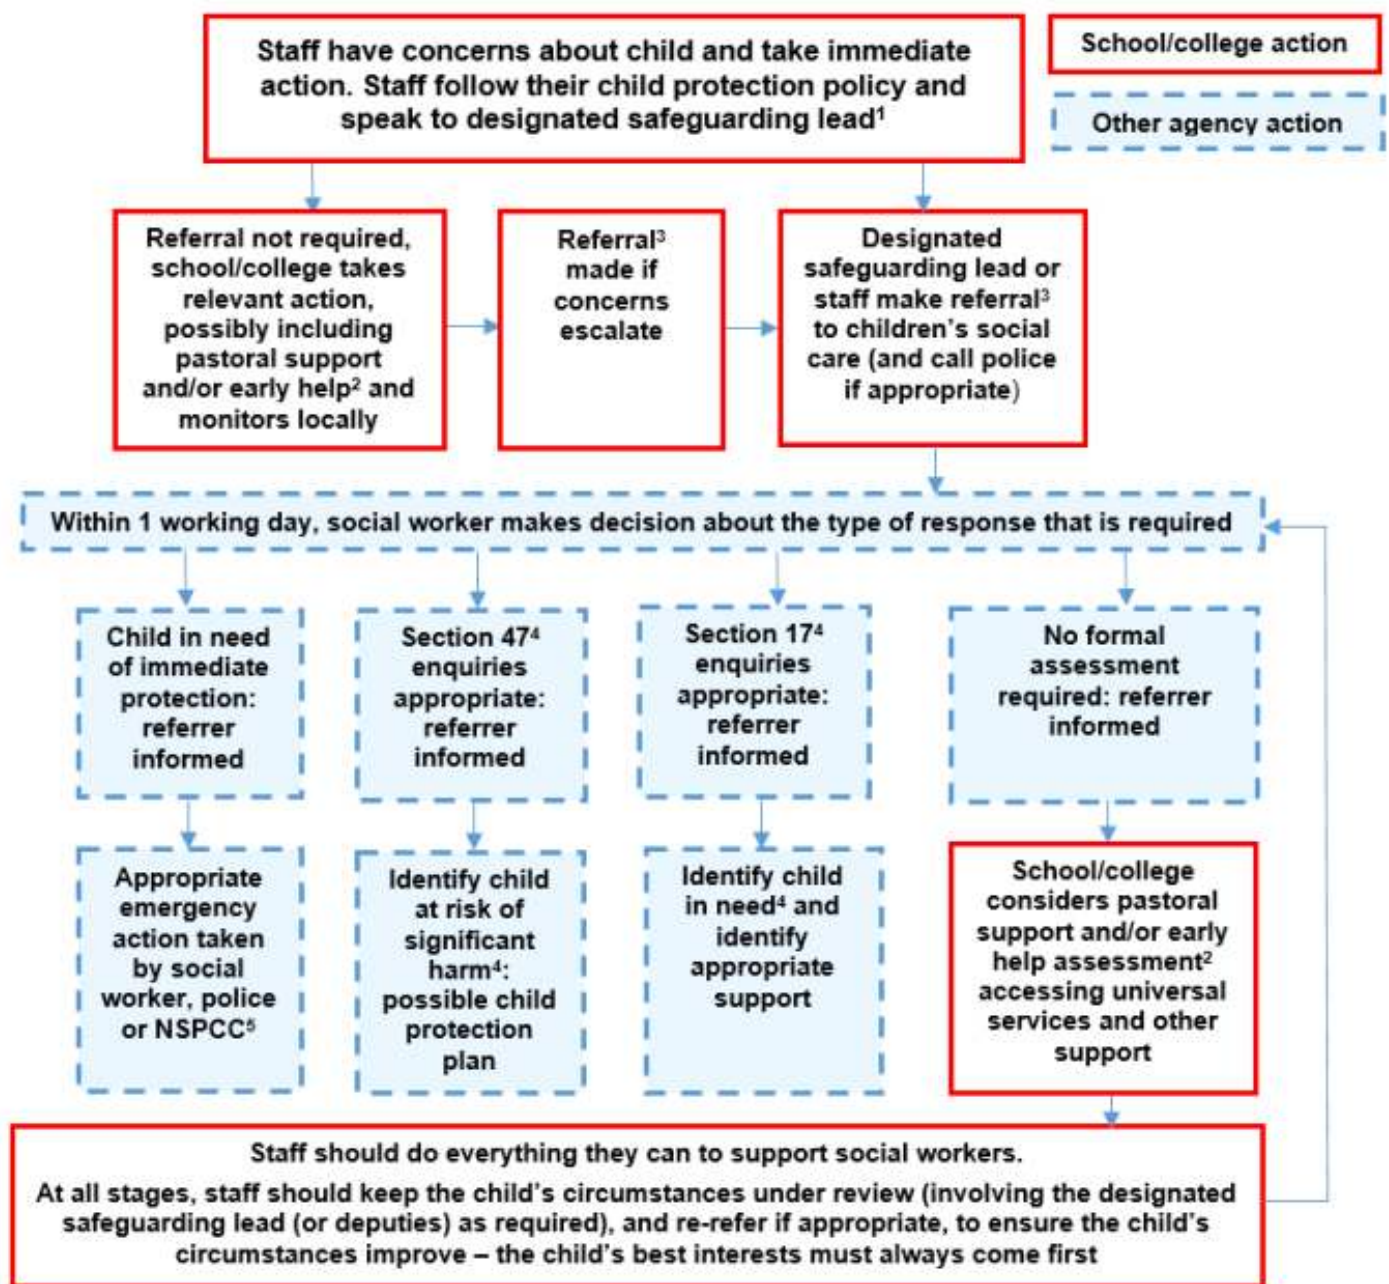 Staff have concerns about child and take immediate
action. Staff follow their child protection policy and
speak to designated safeguarding lead¹
School/college action
Other agency action
Referral not required,
school/college takes
relevant action,
possibly including
pastoral support
and/or early help² and
monitors locally
Referral³
made if
concerns
escalate
Designated
safeguarding lead or
staff make referral³
to children’s social
care (and call police
if appropriate)
Within 1 working day, social worker makes decision about the type of response that is required
Child in need
of immediate
protection:
referrer
informed
Section 47⁴
enquiries
appropriate:
referrer
informed
Section 17⁴
enquiries
appropriate:
referrer
informed
No formal
assessment
required: referrer
informed
Appropriate
emergency
action taken
by social
worker, police
or NSPCC⁵
Identify child
at risk of
significant
harm⁴:
possible child
protection
plan
Identify child
in need⁴ and
identify
appropriate
support
School/college
considers pastoral
support and/or early
help assessment²
accessing universal
services and other
support
Staff should do everything they can to support social workers.
At all stages, staff should keep the child’s circumstances under review (involving the designated
safeguarding lead (or deputies) as required), and re-refer if appropriate, to ensure the child’s
circumstances improve – the child’s best interests must always come first